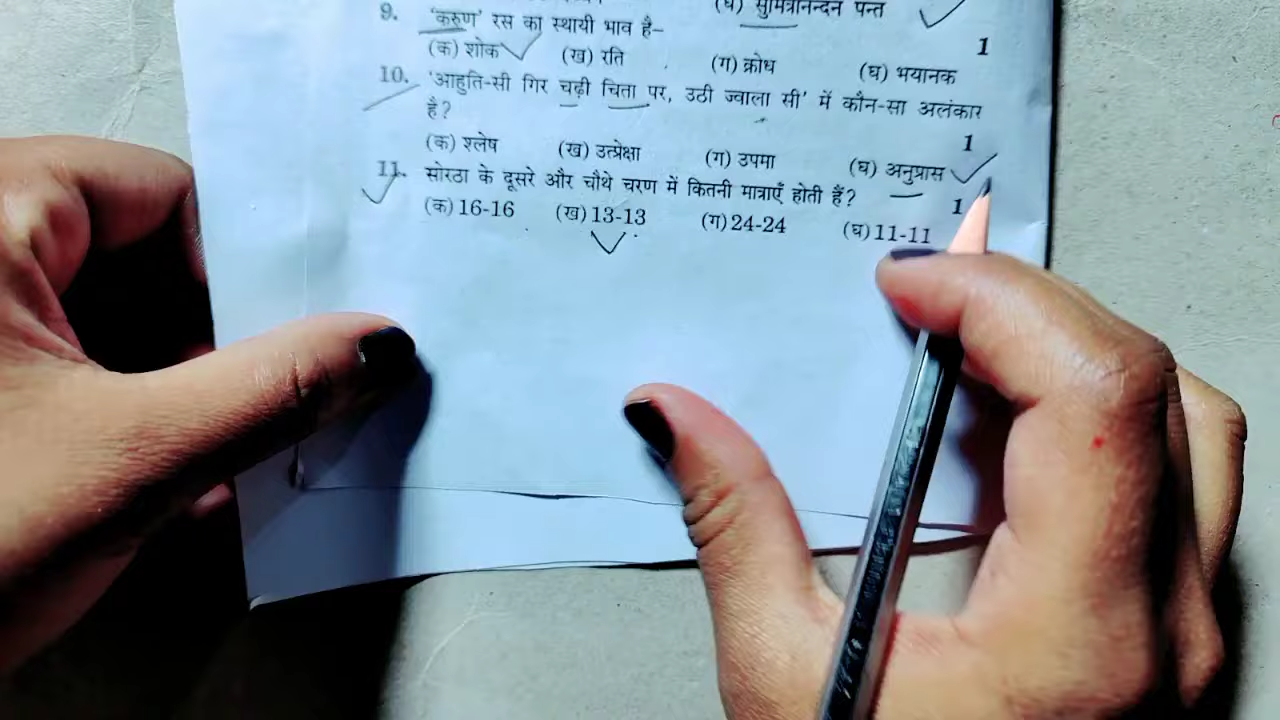 (घ) सुमित्रानन्दन पन्त
9. 'करुण' रस का स्थायी भाव है– 1
(क) शोक (ख) रति (ग) क्रोध (घ) भयानक
10. 'आहुति-सी गिर चढ़ी चिता पर, उठी ज्वाला सी' में कौन-सा अलंकार
है? 1
(क) श्लेष (ख) उत्प्रेक्षा (ग) उपमा (घ) अनुप्रास
11. सोरठा के दूसरे और चौथे चरण में कितनी मात्राएँ होती हैं? 1
(क) 16-16 (ख) 13-13 (ग) 24-24 (घ) 11-11